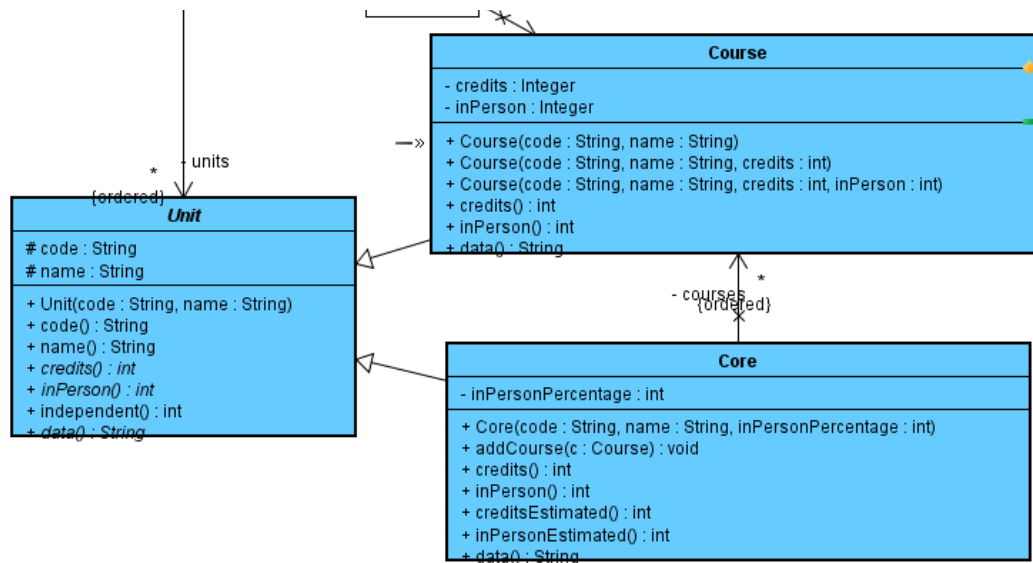 Course
- credits : Integer
- inPerson : Integer
+ Course(code : String, name : String)
+ Course(code : String, name : String, credits : int)
+ Course(code : String, name : String, credits : int, inPerson : int)
+ credits() : int
+ inPerson() : int
+ data() : String
- units
*
{ordered}
Unit
# code : String
# name : String
+ Unit(code : String, name : String)
+ code() : String
+ name() : String
+ credits() : int
+ inPerson() : int
+ independent() : int
+ data() : String
*
- courses
{ordered}
Core
- inPersonPercentage : int
+ Core(code : String, name : String, inPersonPercentage : int)
+ addCourse(c : Course) : void
+ credits() : int
+ inPerson() : int
+ creditsEstimated() : int
+ inPersonEstimated() : int
+ data() : String